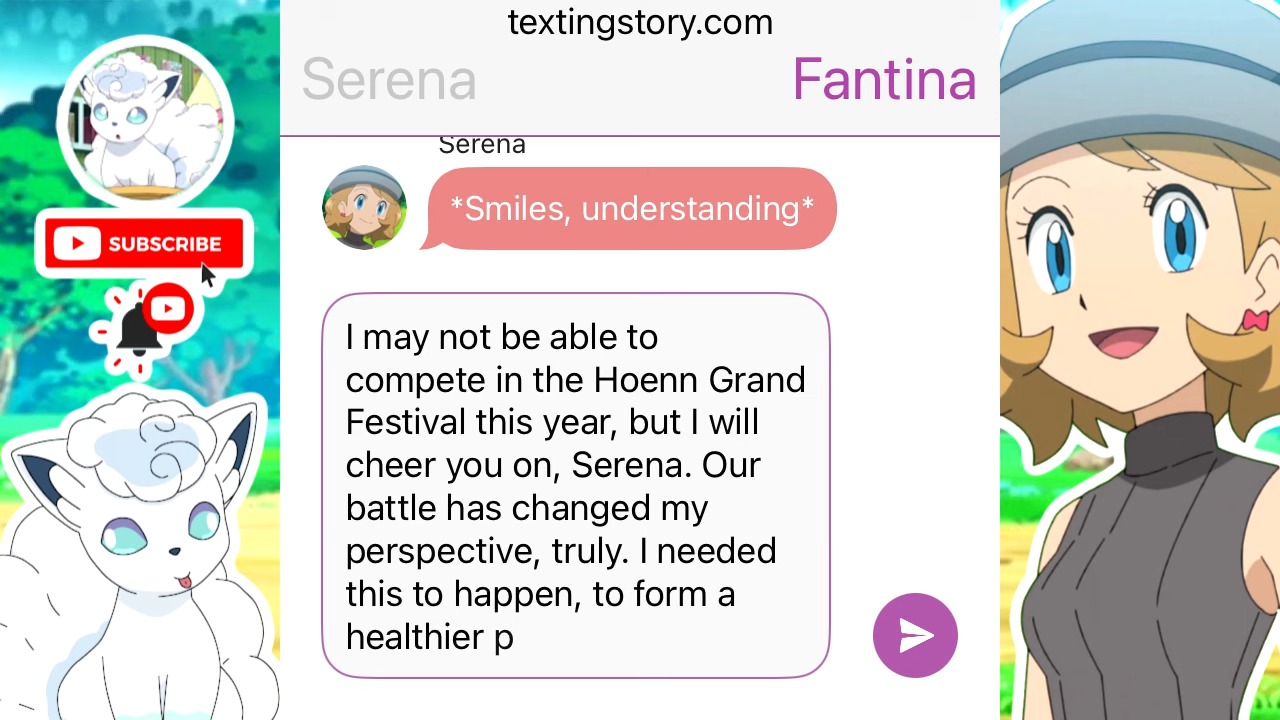 textingstory.com
Serena
Fantina
Serena
*Smiles, understanding*
SUBSCRIBE
I may not be able to
compete in the Hoenn Grand
Festival this year, but I will
cheer you on, Serena. Our
battle has changed my
perspective, truly. I needed
this to happen, to form a
healthier p